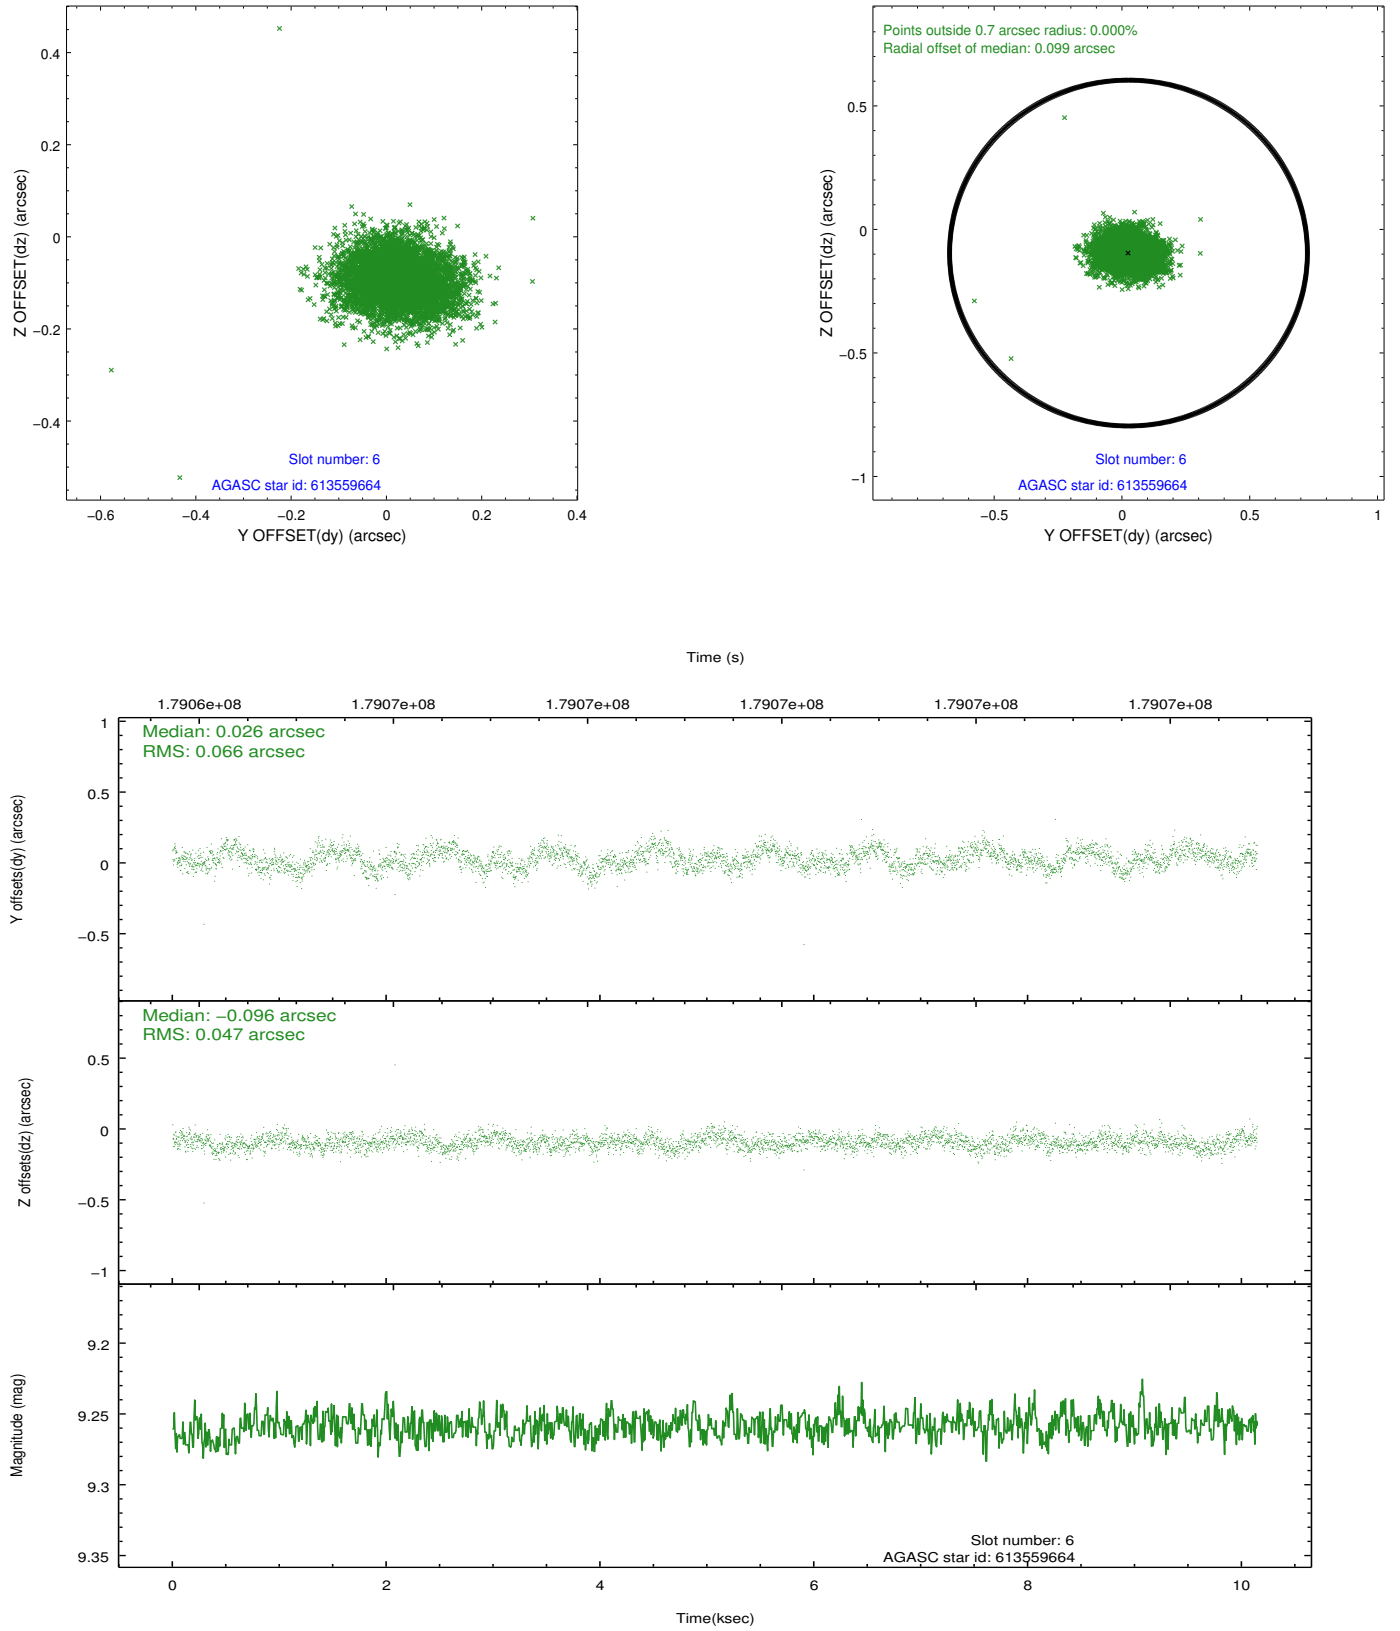 0.4
0.2
0
−0.2
−0.4
Z OFFSET(dz) (arcsec)
Slot number: 6
AGASC star id: 613559664
−0.6 −0.4 −0.2 0 0.2 0.4
Y OFFSET(dy) (arcsec)
Points outside 0.7 arcsec radius: 0.000%
Radial offset of median: 0.099 arcsec
0.5
0
−0.5
−1
Z OFFSET(dz) (arcsec)
Slot number: 6
AGASC star id: 613559664
−0.5 0 0.5 1
Y OFFSET(dy) (arcsec)
Time (s)
1.7906e+08 1.7907e+08 1.7907e+08 1.7907e+08 1.7907e+08 1.7907e+08
Median: 0.026 arcsec
RMS: 0.066 arcsec
1
0.5
0
−0.5
Y offsets(dy) (arcsec)
Median: −0.096 arcsec
RMS: 0.047 arcsec
0.5
0
−0.5
−1
Z offsets(dz) (arcsec)
9.2
9.25
9.3
9.35
Magnitude (mag)
Slot number: 6
AGASC star id: 613559664
0 2 4 6 8 10
Time(ksec)